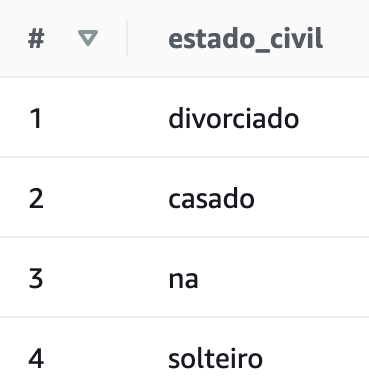 # estado_civil
1 divorciado
2 casado
3 na
4 solteiro